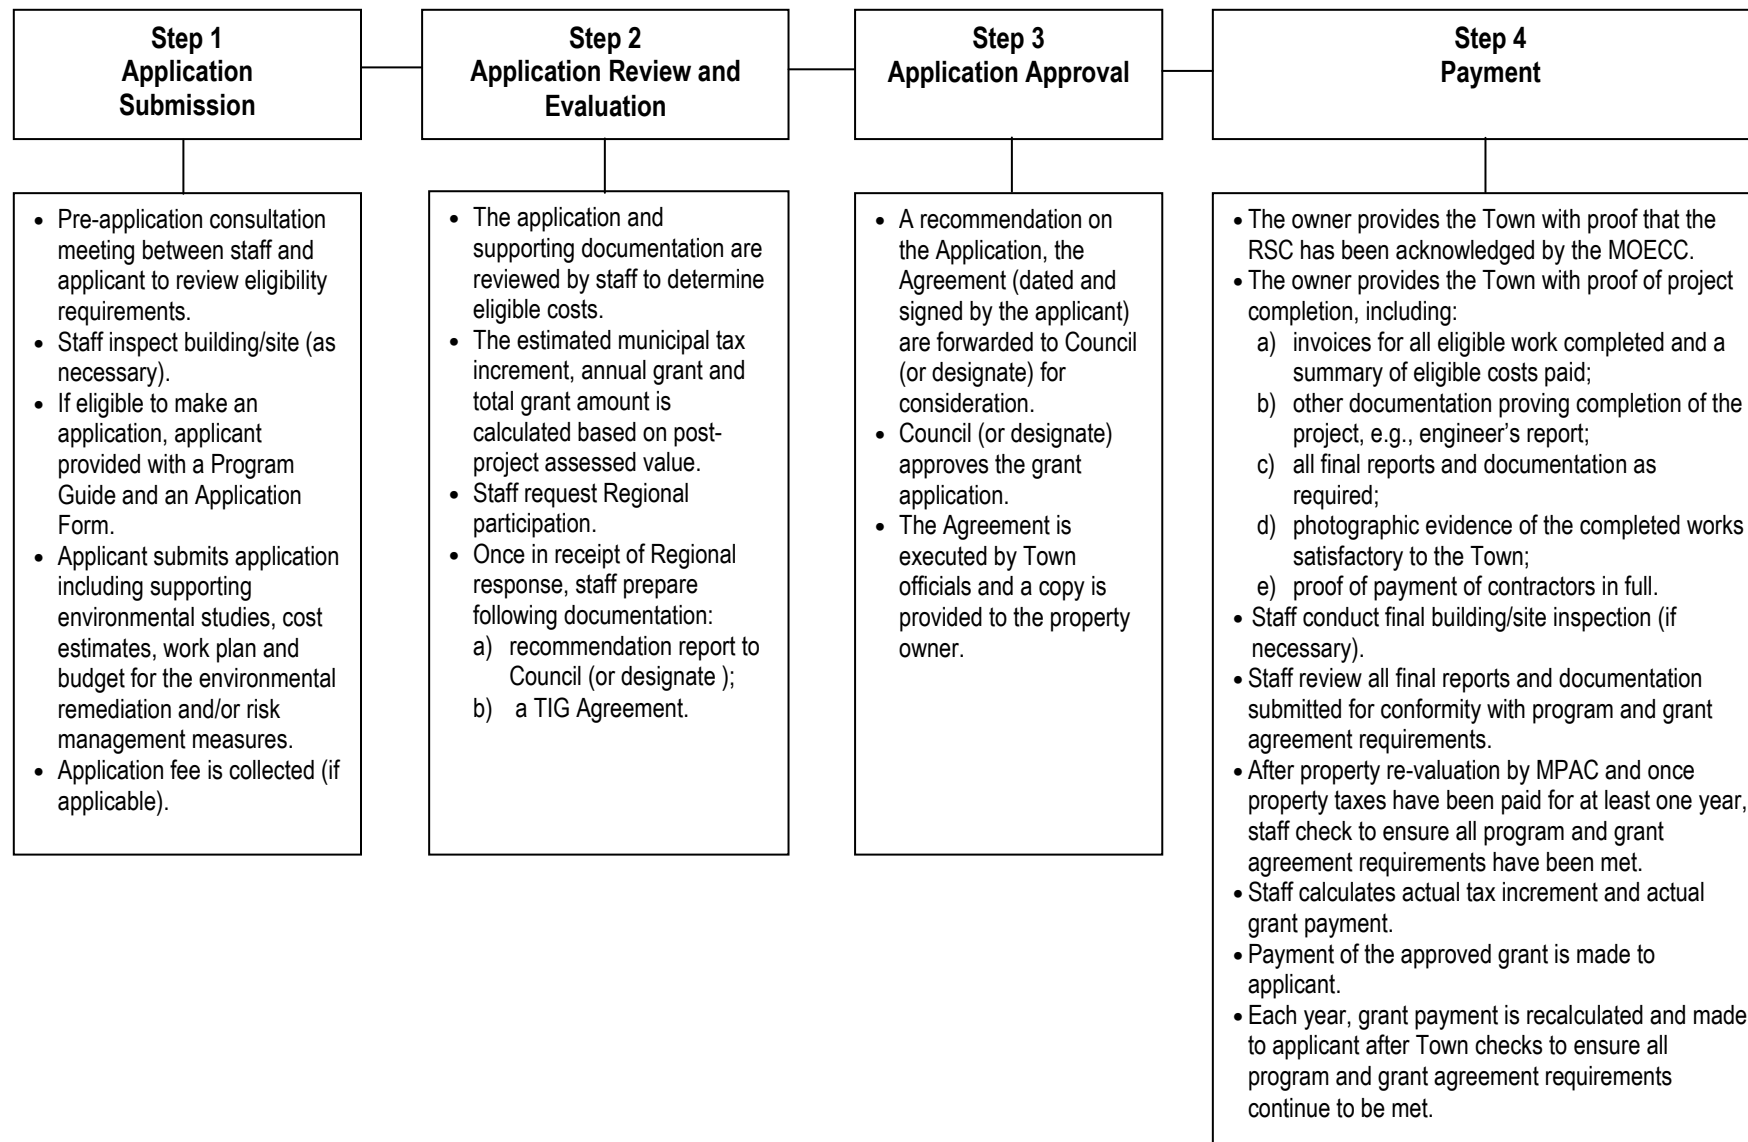 Step 1
Application
Submission
Step 2
Application Review and
Evaluation
Step 3
Application Approval
Step 4
Payment
• Pre-application consultation
meeting between staff and
applicant to review eligibility
requirements.
• Staff inspect building/site (as
necessary).
• If eligible to make an
application, applicant
provided with a Program
Guide and an Application
Form.
• Applicant submits application
including supporting
environmental studies, cost
estimates, work plan and
budget for the environmental
remediation and/or risk
management measures.
• Application fee is collected (if
applicable).
• The application and
supporting documentation are
reviewed by staff to determine
eligible costs.
• The estimated municipal tax
increment, annual grant and
total grant amount is
calculated based on post-
project assessed value.
• Staff request Regional
participation.
• Once in receipt of Regional
response, staff prepare
following documentation:
a) recommendation report to
Council (or designate );
b) a TIG Agreement.
• A recommendation on
the Application, the
Agreement (dated and
signed by the applicant)
are forwarded to Council
(or designate) for
consideration.
• Council (or designate)
approves the grant
application.
• The Agreement is
executed by Town
officials and a copy is
provided to the property
owner.
• The owner provides the Town with proof that the
RSC has been acknowledged by the MOECC.
• The owner provides the Town with proof of project
completion, including:
a) invoices for all eligible work completed and a
summary of eligible costs paid;
b) other documentation proving completion of the
project, e.g., engineer’s report;
c) all final reports and documentation as
required;
d) photographic evidence of the completed works
satisfactory to the Town;
e) proof of payment of contractors in full.
• Staff conduct final building/site inspection (if
necessary).
• Staff review all final reports and documentation
submitted for conformity with program and grant
agreement requirements.
• After property re-valuation by MPAC and once
property taxes have been paid for at least one year,
staff check to ensure all program and grant
agreement requirements have been met.
• Staff calculates actual tax increment and actual
grant payment.
• Payment of the approved grant is made to
applicant.
• Each year, grant payment is recalculated and made
to applicant after Town checks to ensure all
program and grant agreement requirements
continue to be met.